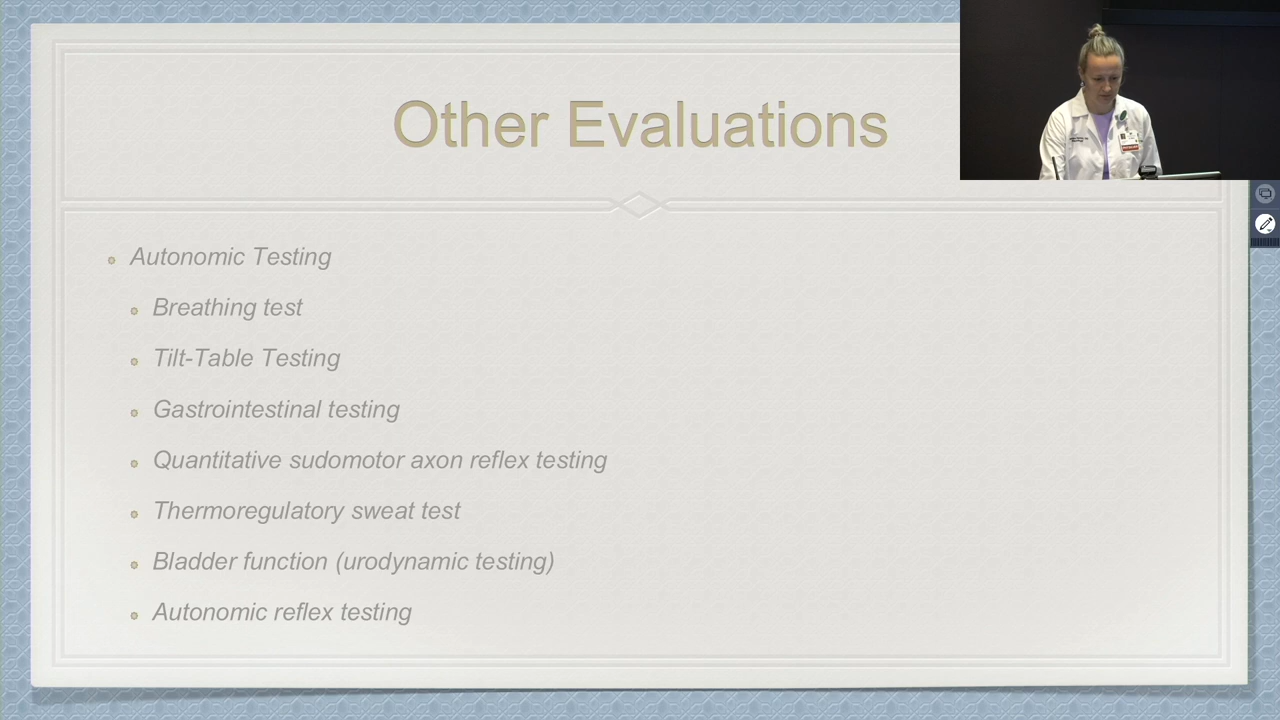 Other Evaluations
Autonomic Testing
Breathing test
Tilt-Table Testing
Gastrointestinal testing
Quantitative sudomotor axon reflex testing
Thermoregulatory sweat test
Bladder function (urodynamic testing)
Autonomic reflex testing